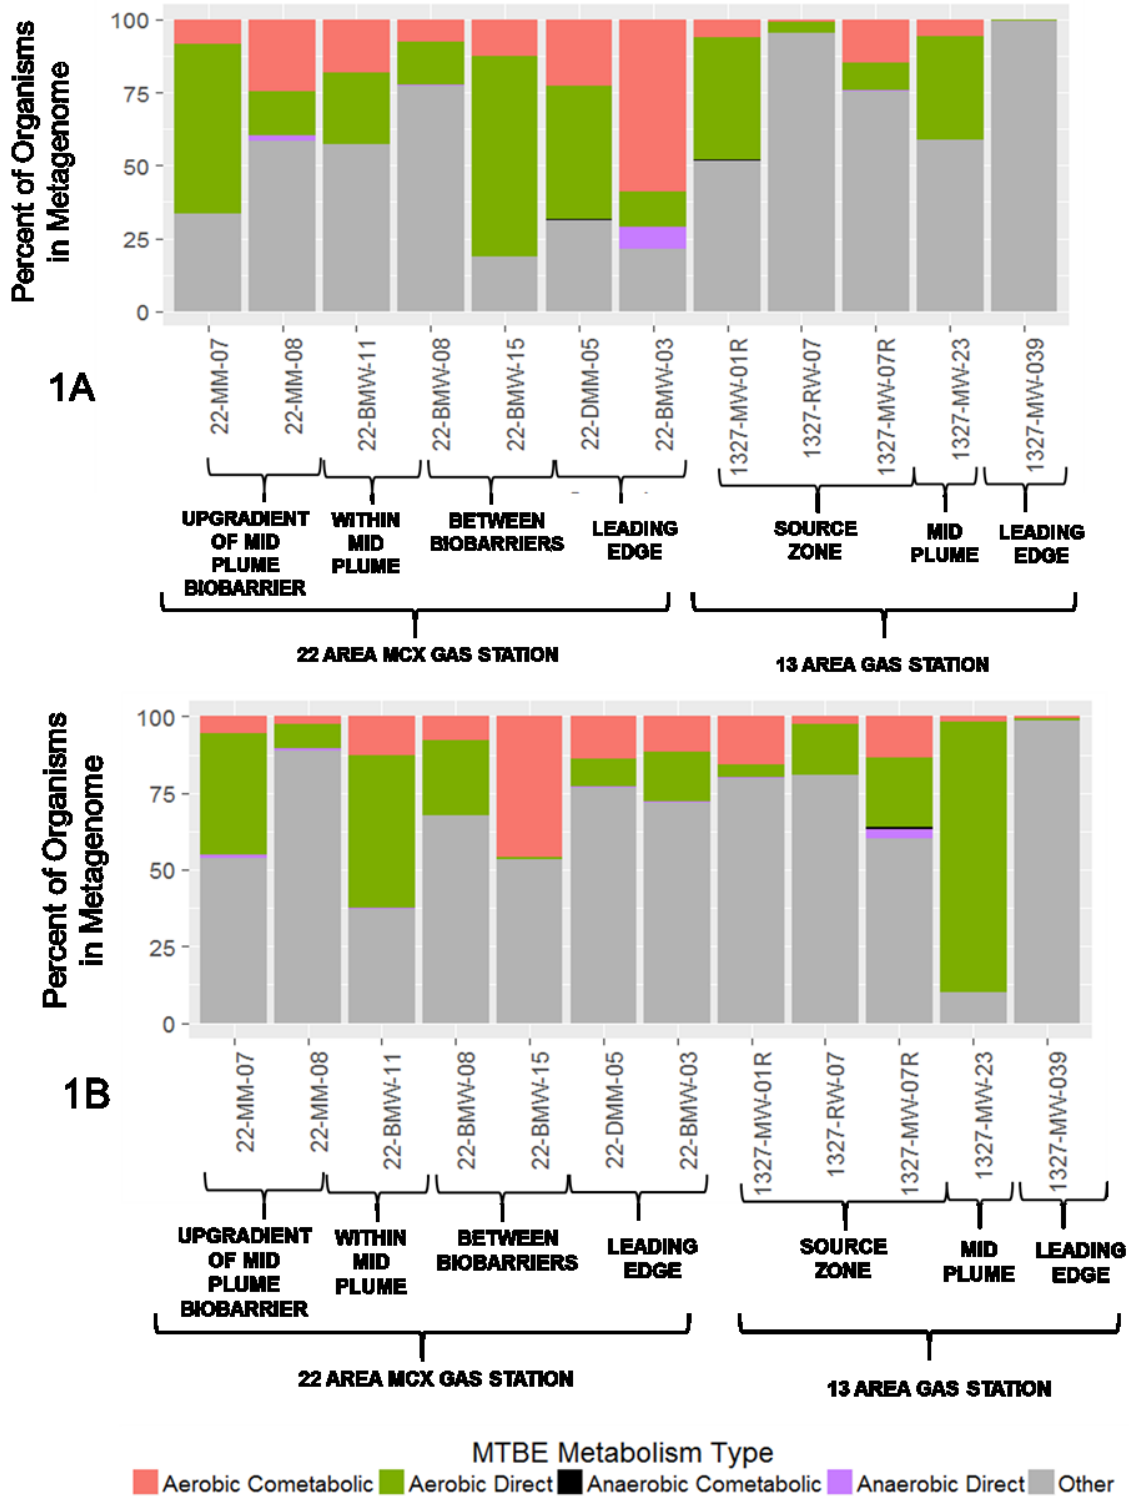 Percent of Organisms
in Metagenome
100
75
50
25
0
22-MM-07
22-MM-08
22-BMW-11
22-BMW-08
22-BMW-15
22-DMM-05
22-BMW-03
1327-MW-01R
1327-RW-07
1327-MW-07R
1327-MW-23
1327-MW-039
1A
UPGRADIENT
OF MID
PLUME
BIOBARRIER
WITHIN
MID
PLUME
BETWEEN
BIOBARRIERS
LEADING
EDGE
SOURCE
ZONE
MID
PLUME
LEADING
EDGE
22 AREA MCX GAS STATION
13 AREA GAS STATION
Percent of Organisms
in Metagenome
100
75
50
25
0
22-MM-07
22-MM-08
22-BMW-11
22-BMW-08
22-BMW-15
22-DMM-05
22-BMW-03
1327-MW-01R
1327-RW-07
1327-MW-07R
1327-MW-23
1327-MW-039
1B
UPGRADIENT
OF MID
PLUME
BIOBARRIER
WITHIN
MID
PLUME
BETWEEN
BIOBARRIERS
LEADING
EDGE
SOURCE
ZONE
MID
PLUME
LEADING
EDGE
22 AREA MCX GAS STATION
13 AREA GAS STATION
MTBE Metabolism Type
Aerobic Cometabolic Aerobic Direct Anaerobic Cometabolic Anaerobic Direct Other